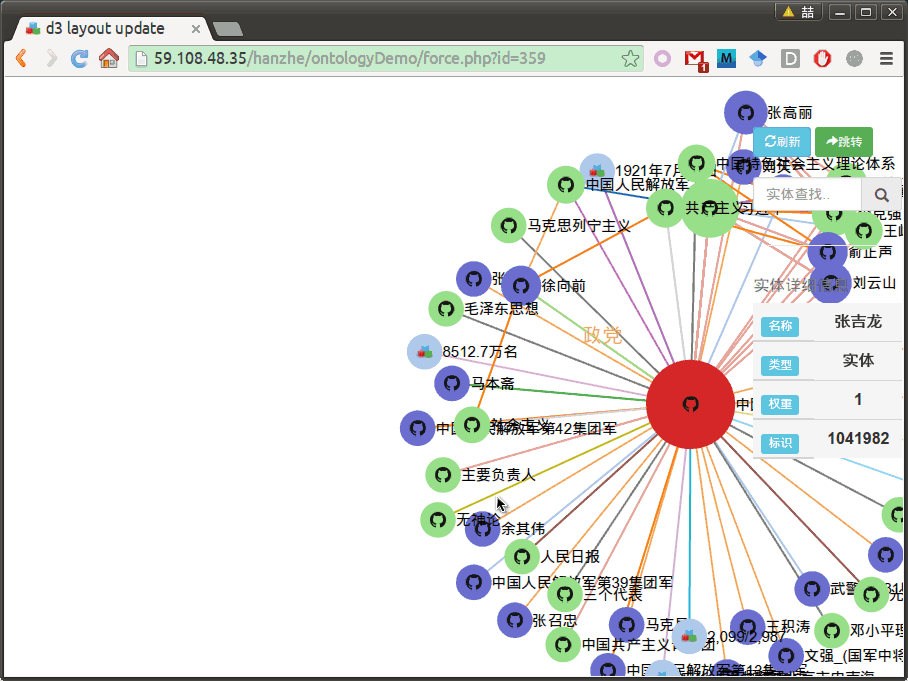 喆
d3 layout update
59.108.48.35/hanzhe/ontologyDemo/force.php?id=359
M
D
1
张高丽
刷新
跳转
中国特色社会主义理论体系
1921年7月
中国人民解放军
实体查找..
共产主义
马克思列宁主义
王岐
俞正声
张
徐向前
刘云山
实体详细信息
毛泽东思想
名称
张吉龙
政党
8512.7万名
类型
实体
马本斋
权重
1
中国
社会主义
中国人民解放军第42集团军
标识
1041982
主要负责人
无神论
余其伟
人民日报
中国人民解放军第39集团军
三个代表
武警
张召忠
马克思
王积涛
邓小平理
2,099/2,987
中国共产党
文强_(国军中将
中国人民解放军第13集团军